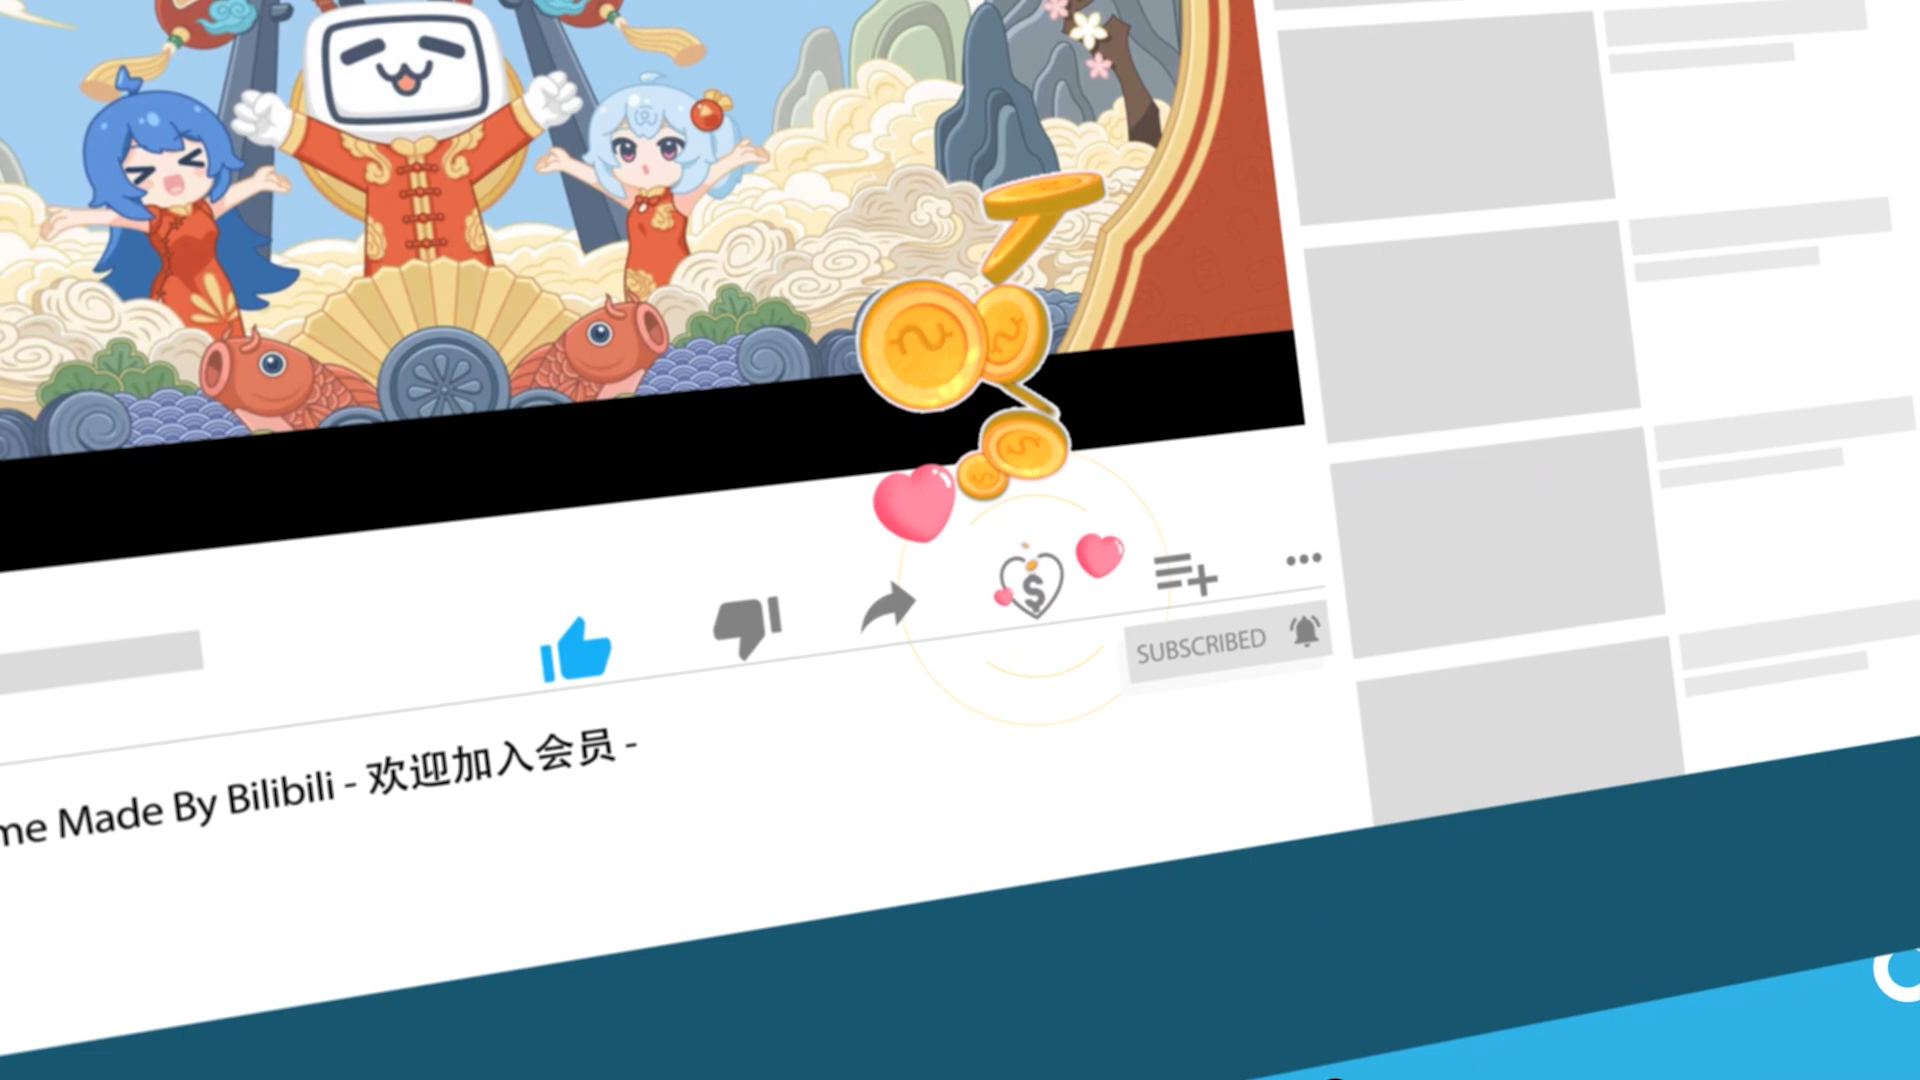 SUBSCRIBED
me Made By Bilibili - 欢迎加入会员 -